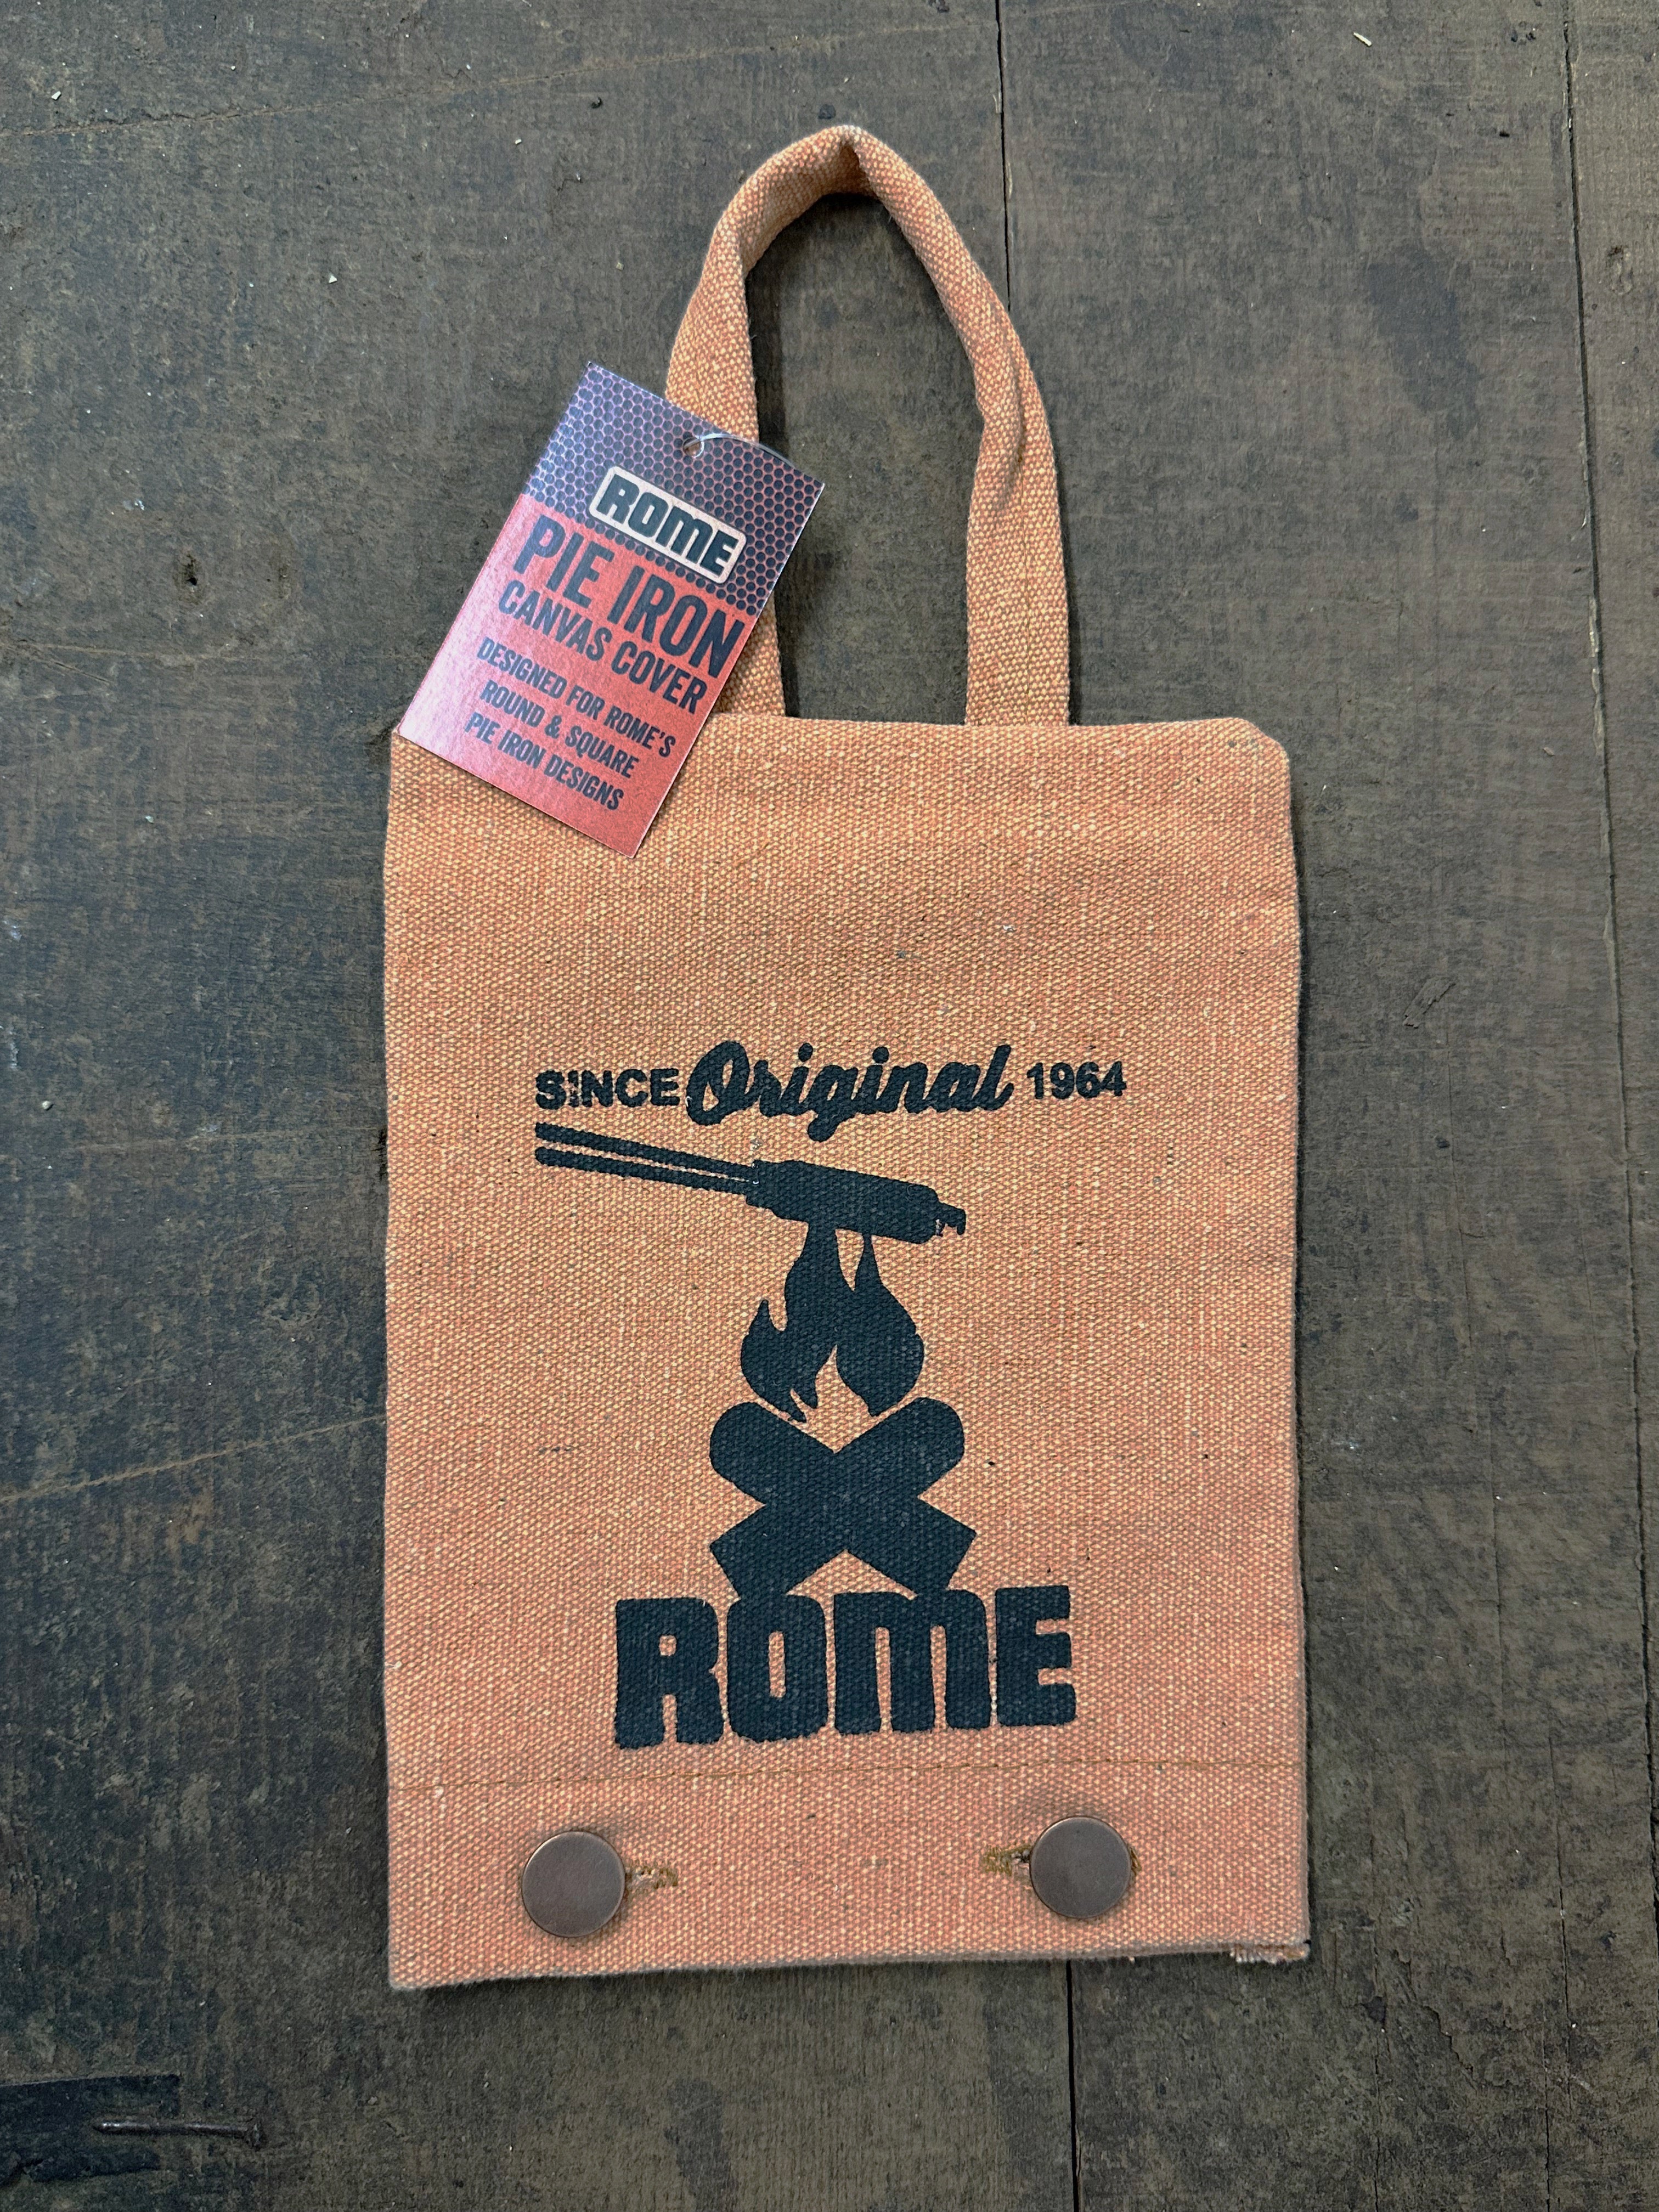 ROME
PIE IRON
CANVAS COVER
DESIGNED FOR ROME'S
ROUND & SQUARE
PIE IRON DESIGNS
SINCE Original 1964
ROME